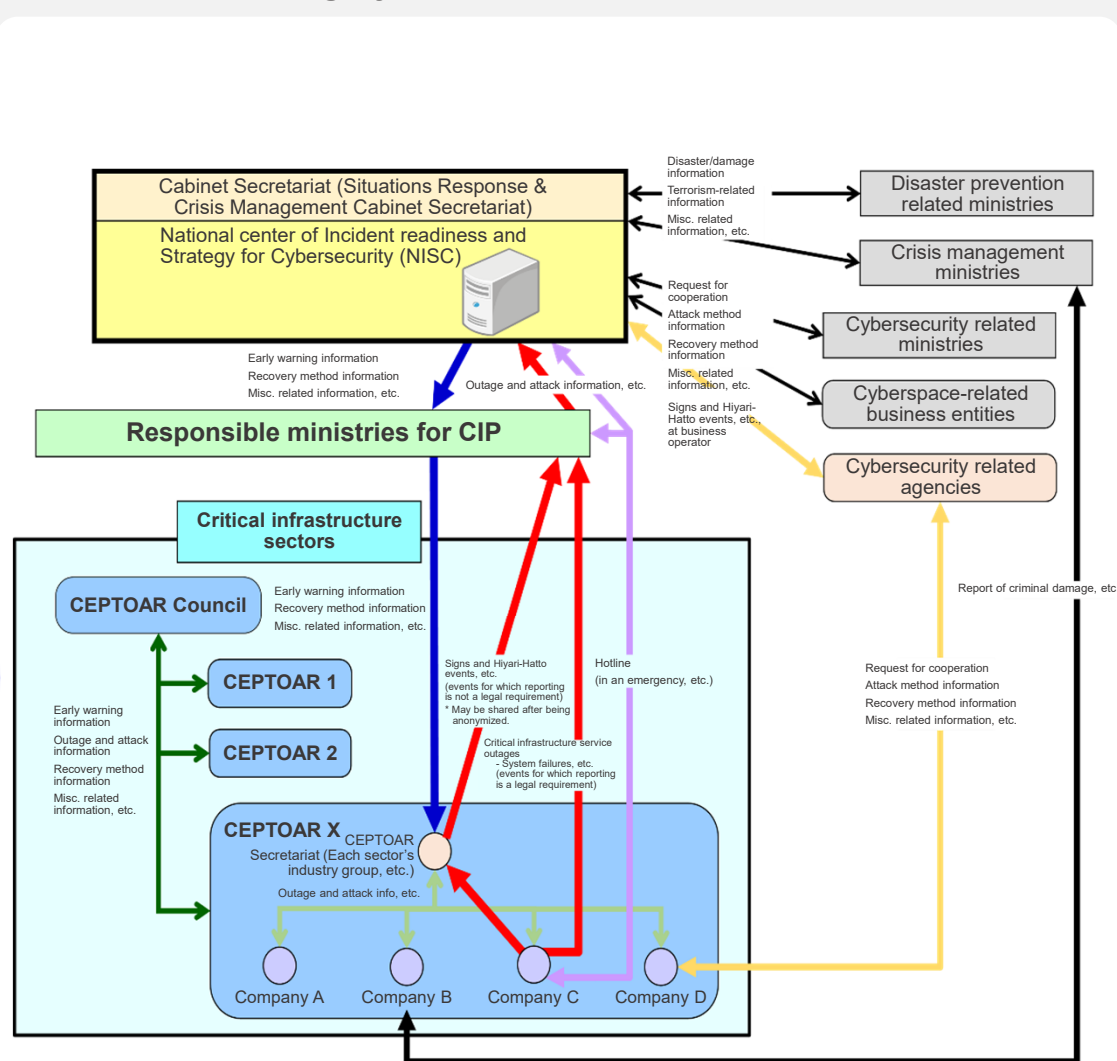 Cabinet Secretariat (Situations Response &
Crisis Management Cabinet Secretariat)
National center of Incident readiness and
Strategy for Cybersecurity (NISC)
Disaster/damage
information
Terrorism-related
information
Misc. related
information, etc.
Disaster prevention
related ministries
Crisis management
ministries
Request for
cooperation
Attack method
information
Recovery method
information
Misc. related
information, etc.
Cybersecurity related
ministries
Cyberspace-related
business entities
Signs and Hiyari-
Hatto events, etc.,
at business
operator
Cybersecurity related
agencies
Early warning information
Recovery method information
Misc. related information, etc.
Outage and attack information, etc.
Responsible ministries for CIP
Critical infrastructure
sectors
CEPTOAR Council
Early warning information
Recovery method information
Misc. related information, etc.
Report of criminal damage, etc
CEPTOAR 1
CEPTOAR 2
Early warning
information
Outage and attack
information
Recovery method
information
Misc. related
information, etc.
Signs and Hiyari-Hatto
events, etc.
(events for which reporting
is not a legal requirement)
* May be shared after being
anonymized.
Hotline
(in an emergency, etc.)
Critical infrastructure service
outages
- System failures, etc.
(events for which reporting
is a legal requirement)
Request for cooperation
Attack method information
Recovery method information
Misc. related information, etc.
CEPTOAR X
CEPTOAR
Secretariat (Each sector's
industry group, etc.)
Outage and attack info, etc.
Company A
Company B
Company C
Company D